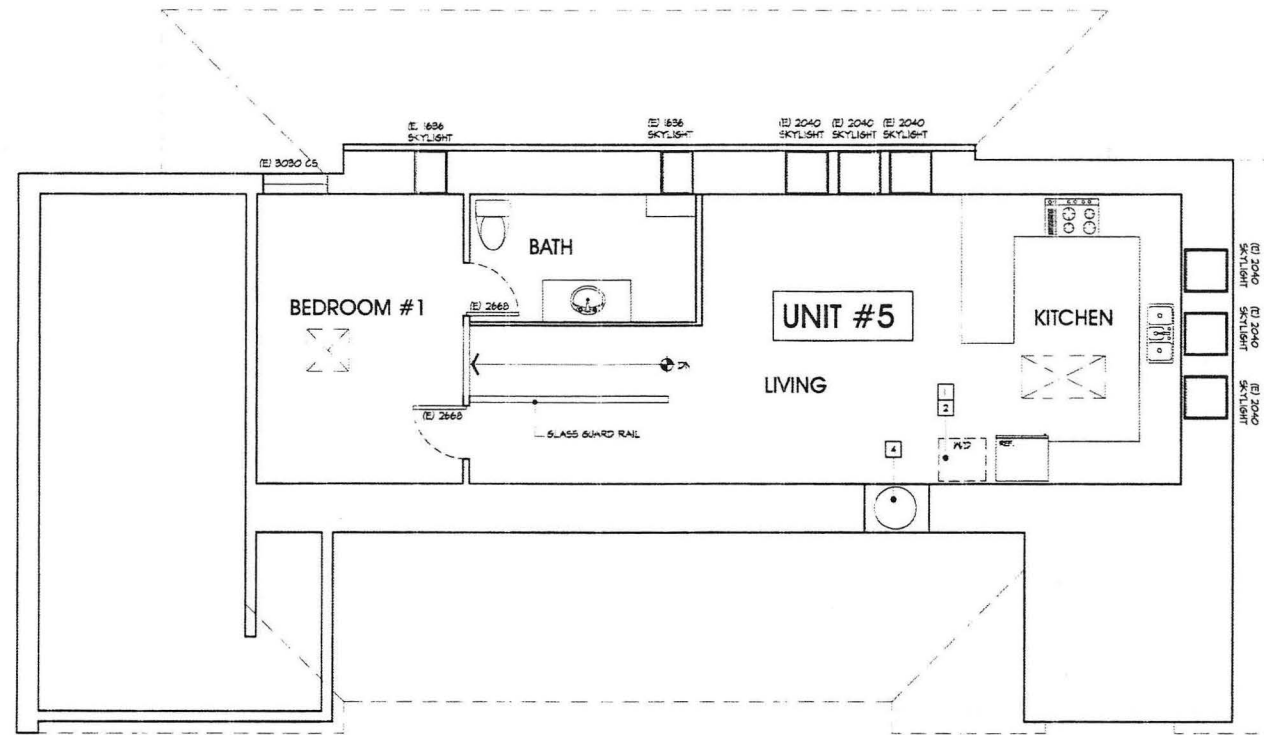 (E) 1636
SKYLIGHT
(E) 1636
SKYLIGHT
(E) 2040
SKYLIGHT
(E) 2040
SKYLIGHT
(E) 2040
SKYLIGHT
(E) 3030 CS
BATH
BEDROOM #1
(E) 2668
UNIT #5
KITCHEN
(E) 2040
SKYLIGHT
(E) 2040
SKYLIGHT
(E) 2040
SKYLIGHT
DN
LIVING
(E) 2668
GLASS GUARD RAIL
1
2
4
W/D
REF.